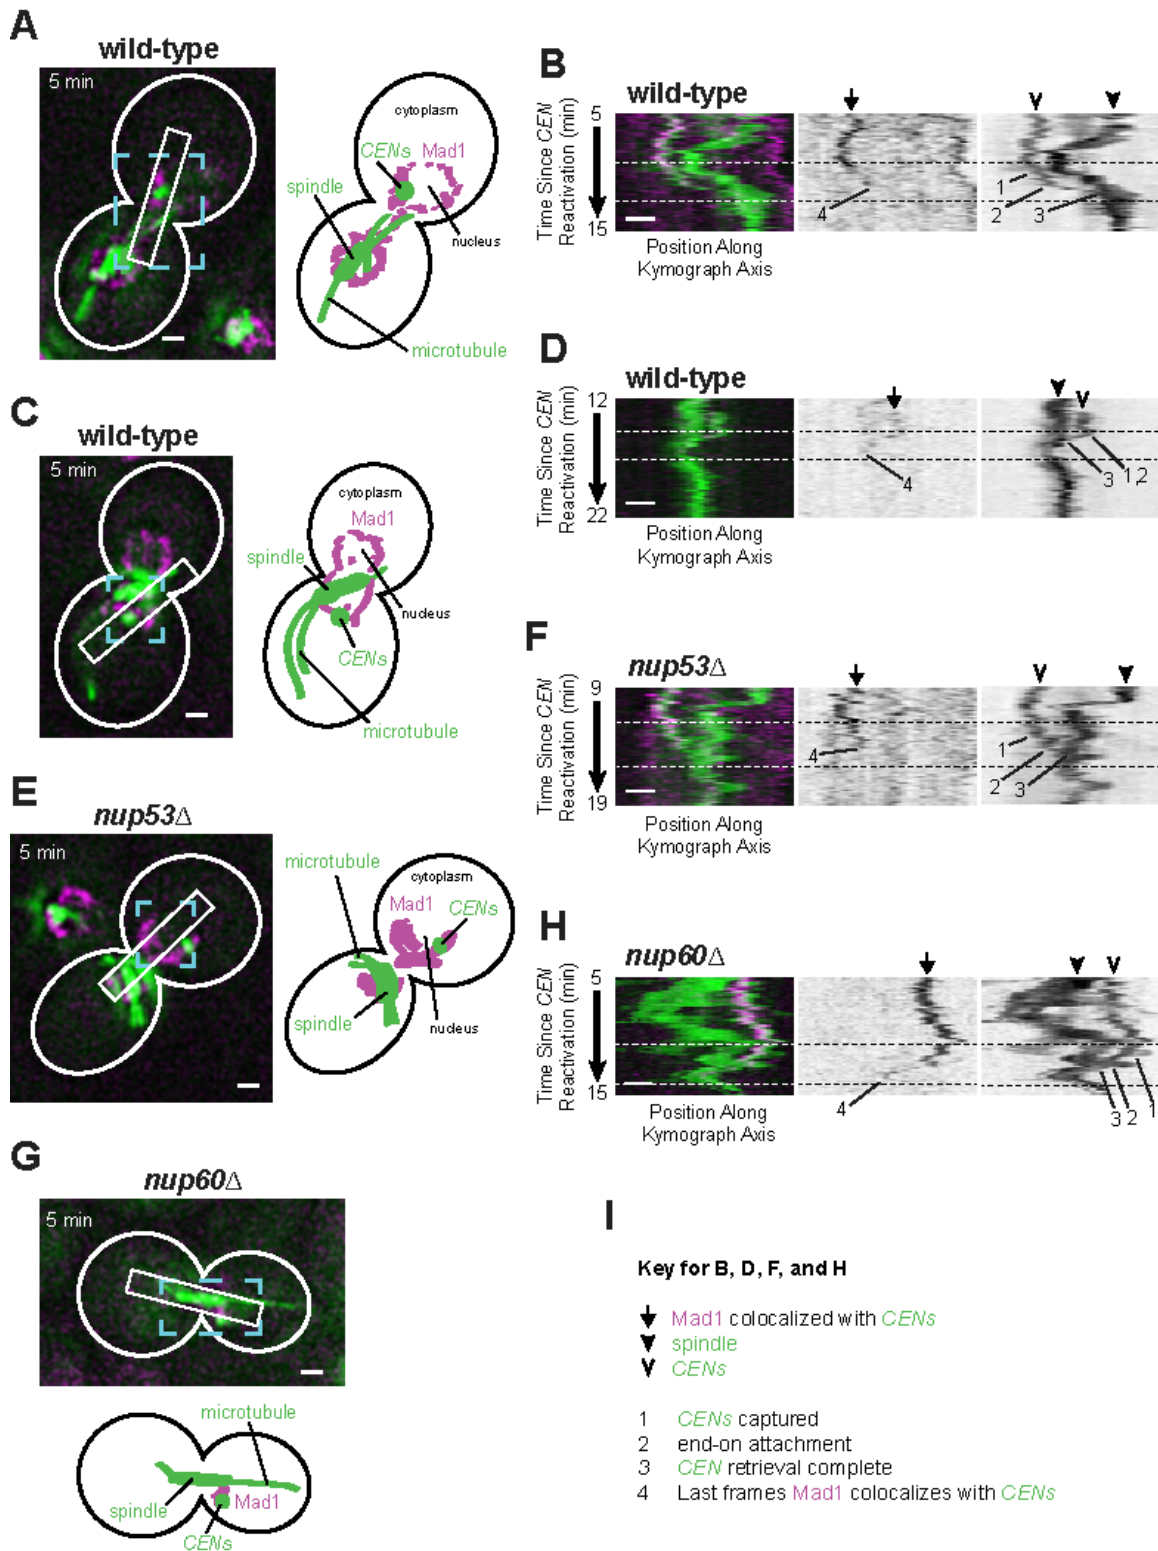 A
wild-type
5 min
cytoplasm
CENs
Mad1
spindle
nucleus
microtubule
B
wild-type
Time Since CEN
Reactivation (min)
5
15
4
1
2
3
Position Along
Kymograph Axis
C
wild-type
5 min
cytoplasm
Mad1
spindle
nucleus
CENs
microtubule
D
wild-type
Time Since CEN
Reactivation (min)
12
22
4
3
1,2
Position Along
Kymograph Axis
E
nup53Δ
5 min
microtubule
cytoplasm
Mad1
CENs
spindle
nucleus
F
nup53Δ
Time Since CEN
Reactivation (min)
9
19
4
1
2
3
Position Along
Kymograph Axis
G
nup60Δ
5 min
microtubule
spindle
Mad1
CENs
H
nup60Δ
Time Since CEN
Reactivation (min)
5
15
4
3
2
1
Position Along
Kymograph Axis
I
Key for B, D, F, and H
Mad1 colocalized with CENs
spindle
CENs
1 CENs captured
2 end-on attachment
3 CEN retrieval complete
4 Last frames Mad1 colocalizes with CENs